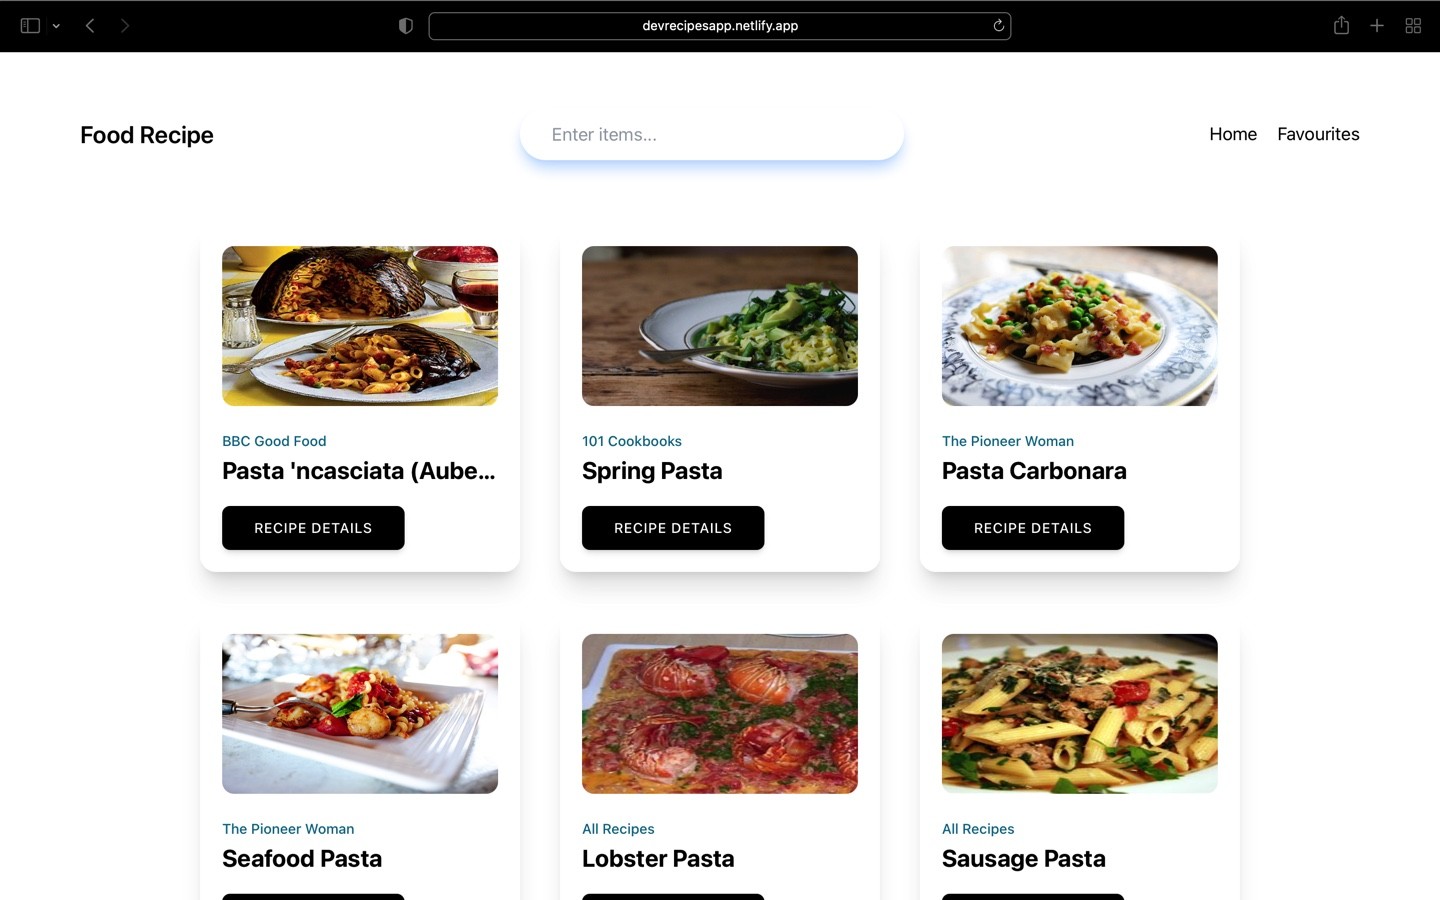 devrecipesapp.netlify.app
Food Recipe
Enter items...
Home
Favourites
BBC Good Food
Pasta 'ncasciata (Aube...
RECIPE DETAILS
101 Cookbooks
Spring Pasta
RECIPE DETAILS
The Pioneer Woman
Pasta Carbonara
RECIPE DETAILS
The Pioneer Woman
Seafood Pasta
All Recipes
Lobster Pasta
All Recipes
Sausage Pasta